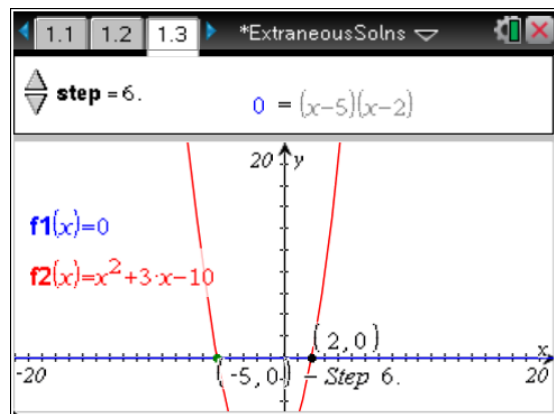 1.1 1.2 1.3 *ExtraneousSolns
step = 6. 0 = (x-5)(x-2)
20 y
f1(x)=0
f2(x)=x²+3·x-10
(2,0)
x
-20 (-5,0) - Step 6. 20